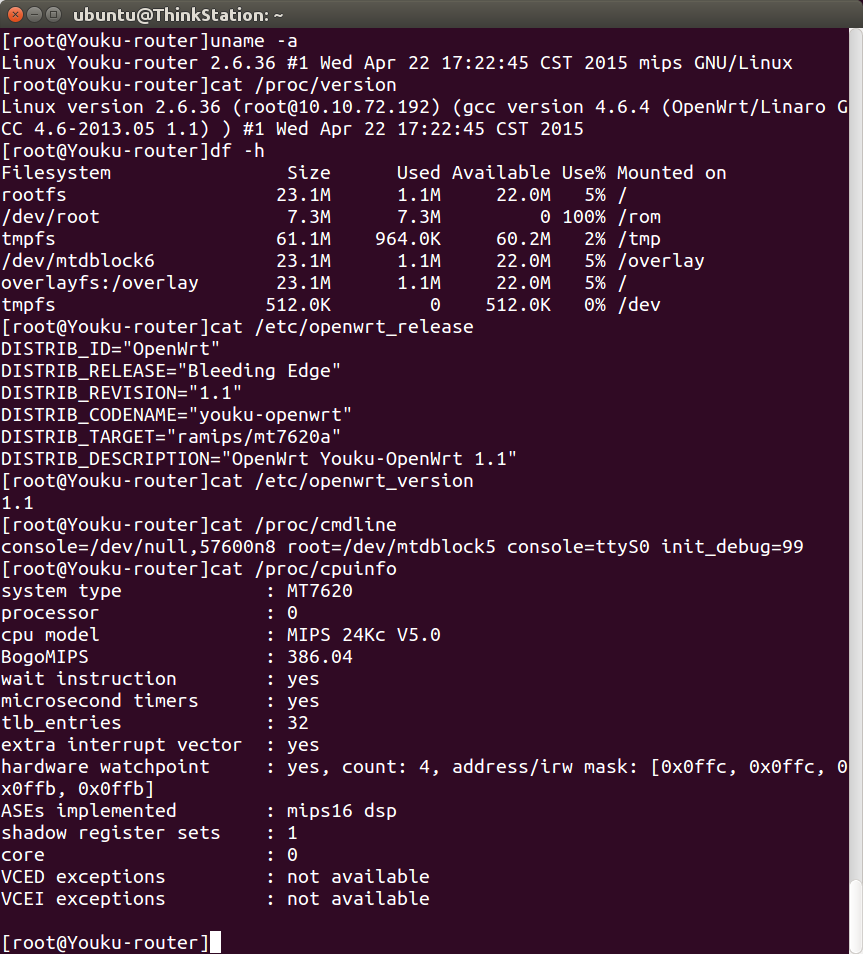 ubuntu@ThinkStation: ~
[root@Youku-router]uname -a
Linux Youku-router 2.6.36 #1 Wed Apr 22 17:22:45 CST 2015 mips GNU/Linux
[root@Youku-router]cat /proc/version
Linux version 2.6.36 (root@10.10.72.192) (gcc version 4.6.4 (OpenWrt/Linaro G
CC 4.6-2013.05 1.1) ) #1 Wed Apr 22 17:22:45 CST 2015
[root@Youku-router]df -h
Filesystem                Size      Used Available Use% Mounted on
rootfs                   23.1M      1.1M     22.0M   5% /
/dev/root                 7.3M      7.3M         0 100% /rom
tmpfs                    61.1M    964.0K     60.2M   2% /tmp
/dev/mtdblock6           23.1M      1.1M     22.0M   5% /overlay
overlayfs:/overlay       23.1M      1.1M     22.0M   5% /
tmpfs                   512.0K         0    512.0K   0% /dev
[root@Youku-router]cat /etc/openwrt_release
DISTRIB_ID="OpenWrt"
DISTRIB_RELEASE="Bleeding Edge"
DISTRIB_REVISION="1.1"
DISTRIB_CODENAME="youku-openwrt"
DISTRIB_TARGET="ramips/mt7620a"
DISTRIB_DESCRIPTION="OpenWrt Youku-OpenWrt 1.1"
[root@Youku-router]cat /etc/openwrt_version
1.1
[root@Youku-router]cat /proc/cmdline
console=/dev/null,57600n8 root=/dev/mtdblock5 console=ttyS0 init_debug=99
[root@Youku-router]cat /proc/cpuinfo
system type             : MT7620
processor               : 0
cpu model               : MIPS 24Kc V5.0
BogoMIPS                : 386.04
wait instruction        : yes
microsecond timers      : yes
tlb_entries             : 32
extra interrupt vector  : yes
hardware watchpoint     : yes, count: 4, address/irw mask: [0x0ffc, 0x0ffc, 0
x0ffb, 0x0ffb]
ASEs implemented        : mips16 dsp
shadow register sets    : 1
core                    : 0
VCED exceptions         : not available
VCEI exceptions         : not available
[root@Youku-router]